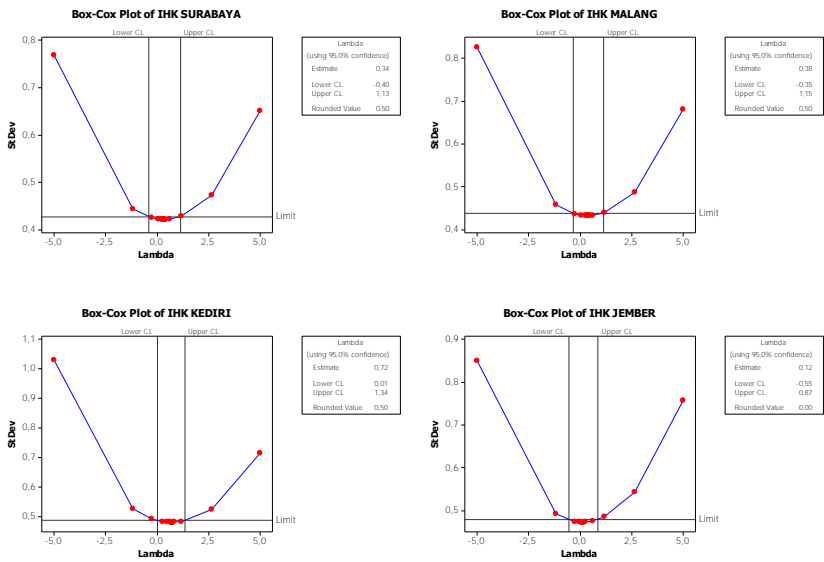 Box-Cox Plot of IHK SURABAYA
Lower CL Upper CL
0,8
0,7
0,6
0,5
0,4
StDev
Limit
-5,0 -2,5 0,0 2,5 5,0
Lambda
Lambda
(using 95,0% confidence)
Estimate 0,34
Lower CL -0,40
Upper CL 1,13
Rounded Value 0,50
Box-Cox Plot of IHK MALANG
Lower CL Upper CL
0,8
0,7
0,6
0,5
0,4
StDev
Limit
-5,0 -2,5 0,0 2,5 5,0
Lambda
Lambda
(using 95,0% confidence)
Estimate 0,38
Lower CL -0,35
Upper CL 1,15
Rounded Value 0,50
Box-Cox Plot of IHK KEDIRI
Lower CL Upper CL
1,1
1,0
0,9
0,8
0,7
0,6
0,5
StDev
Limit
-5,0 -2,5 0,0 2,5 5,0
Lambda
Lambda
(using 95,0% confidence)
Estimate 0,72
Lower CL 0,01
Upper CL 1,34
Rounded Value 0,50
Box-Cox Plot of IHK JEMBER
Lower CL Upper CL
0,9
0,8
0,7
0,6
0,5
StDev
Limit
-5,0 -2,5 0,0 2,5 5,0
Lambda
Lambda
(using 95,0% confidence)
Estimate 0,12
Lower CL -0,55
Upper CL 0,87
Rounded Value 0,00